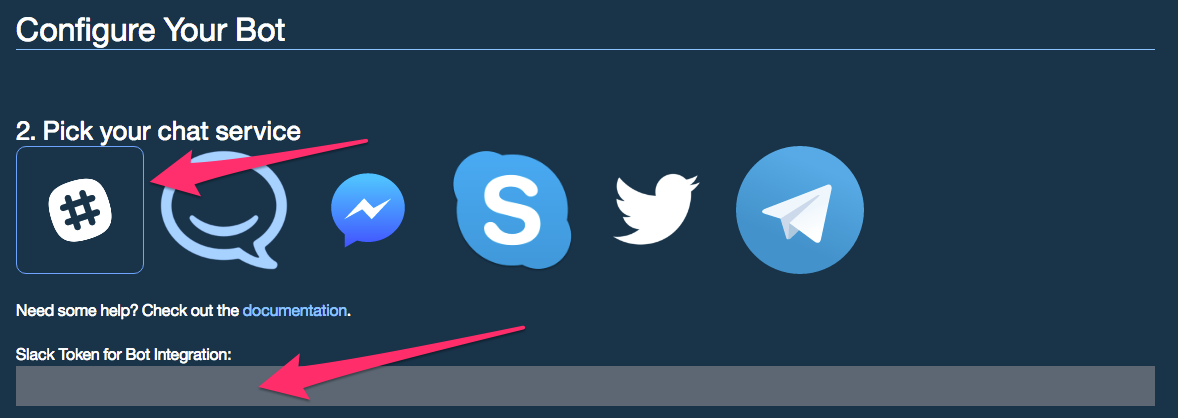 Configure Your Bot
2. Pick your chat service
Need some help? Check out the documentation.
Slack Token for Bot Integration: